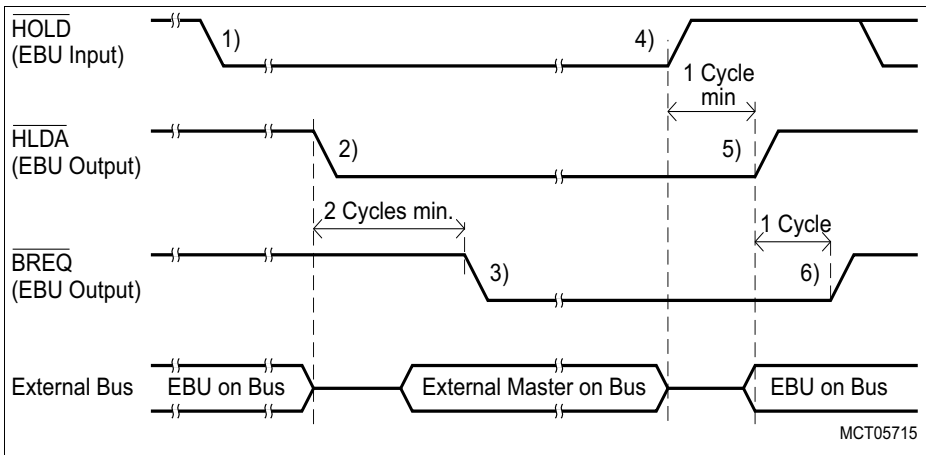 HOLD
(EBU Input)
1)
4)
1 Cycle
min
HLDA
(EBU Output)
2)
5)
2 Cycles min.
1 Cycle
BREQ
(EBU Output)
3)
6)
External Bus
EBU on Bus
External Master on Bus
EBU on Bus
MCT05715